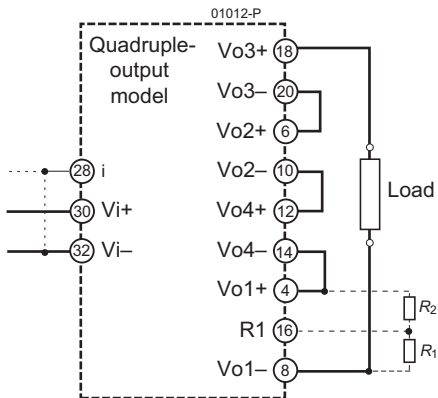 01012-P
Quadruple-
output
model
Vo3+ 18
Vo3– 20
Vo2+ 6
Vo2– 10
Vo4+ 12
Vo4– 14
Vo1+ 4
R1 16
Vo1– 8
28 i
30 Vi+
32 Vi–
Load
R2
R1